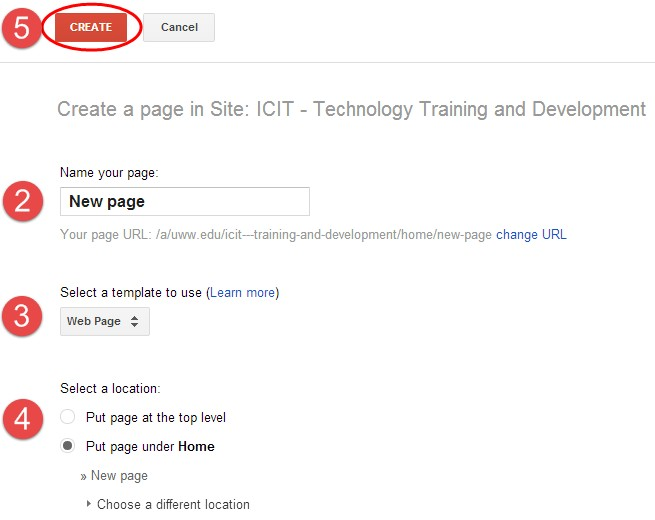 5 CREATE Cancel
Create a page in Site: ICIT - Technology Training and Development
Name your page:
2 New page
Your page URL: /a/uww.edu/icit---training-and-development/home/new-page change URL
Select a template to use (Learn more)
3 Web Page
Select a location:
4 Put page at the top level
Put page under Home
» New page
Choose a different location